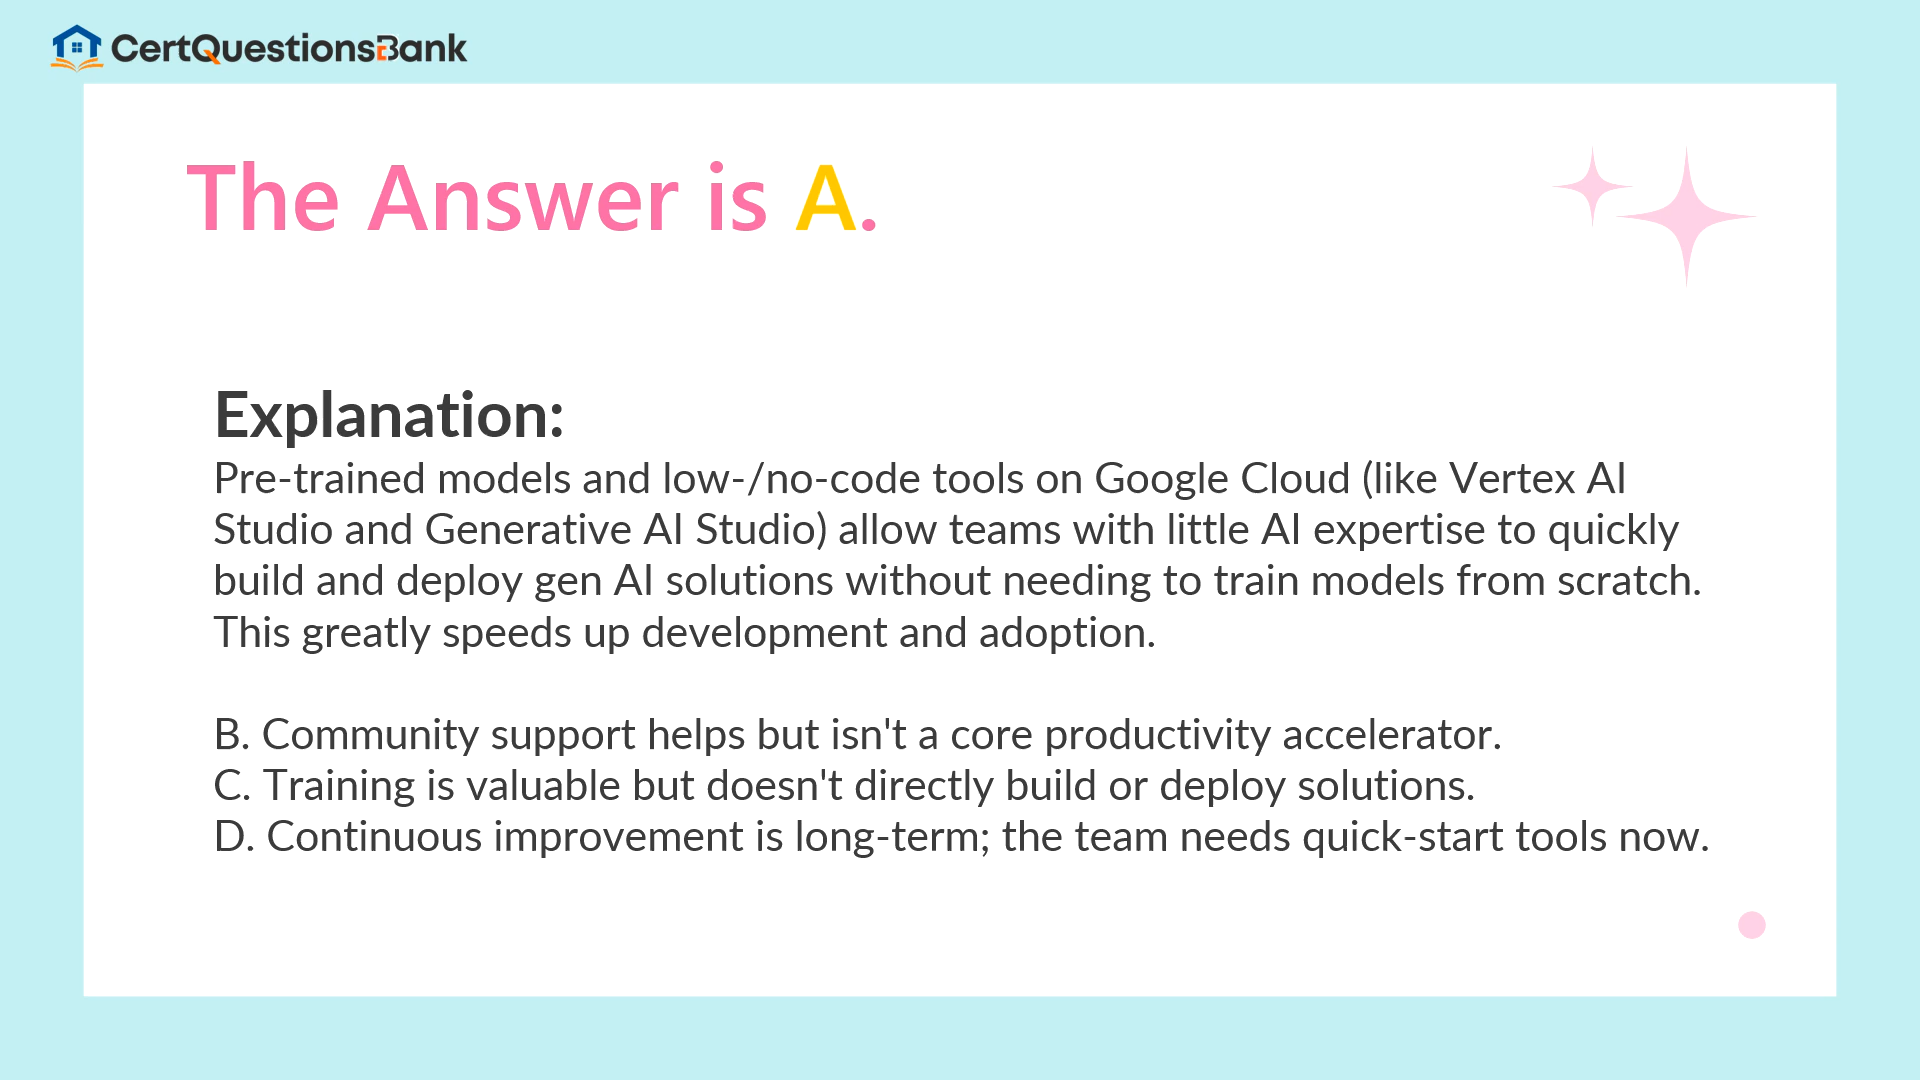 CertQuestionsBank
The Answer is A.
Explanation:
Pre-trained models and low-/no-code tools on Google Cloud (like Vertex AI
Studio and Generative AI Studio) allow teams with little AI expertise to quickly
build and deploy gen AI solutions without needing to train models from scratch.
This greatly speeds up development and adoption.
B. Community support helps but isn't a core productivity accelerator.
C. Training is valuable but doesn't directly build or deploy solutions.
D. Continuous improvement is long-term; the team needs quick-start tools now.